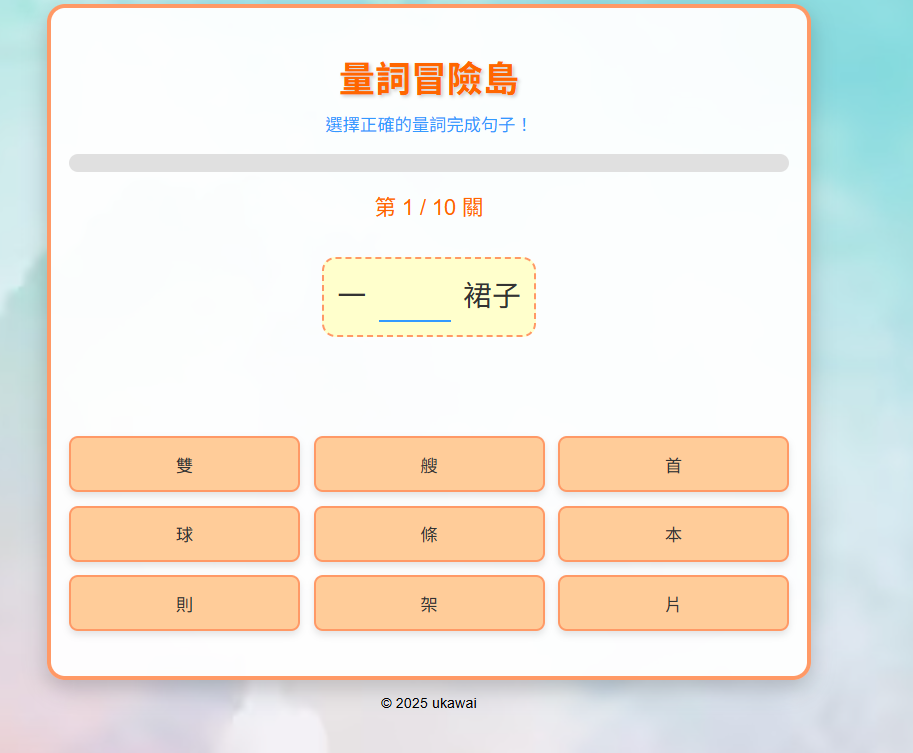 量詞冒險島
選擇正確的量詞完成句子！
第 1 / 10 關
一 ____ 裙子
雙 艘 首
球 條 本
則 架 片
© 2025 ukawai